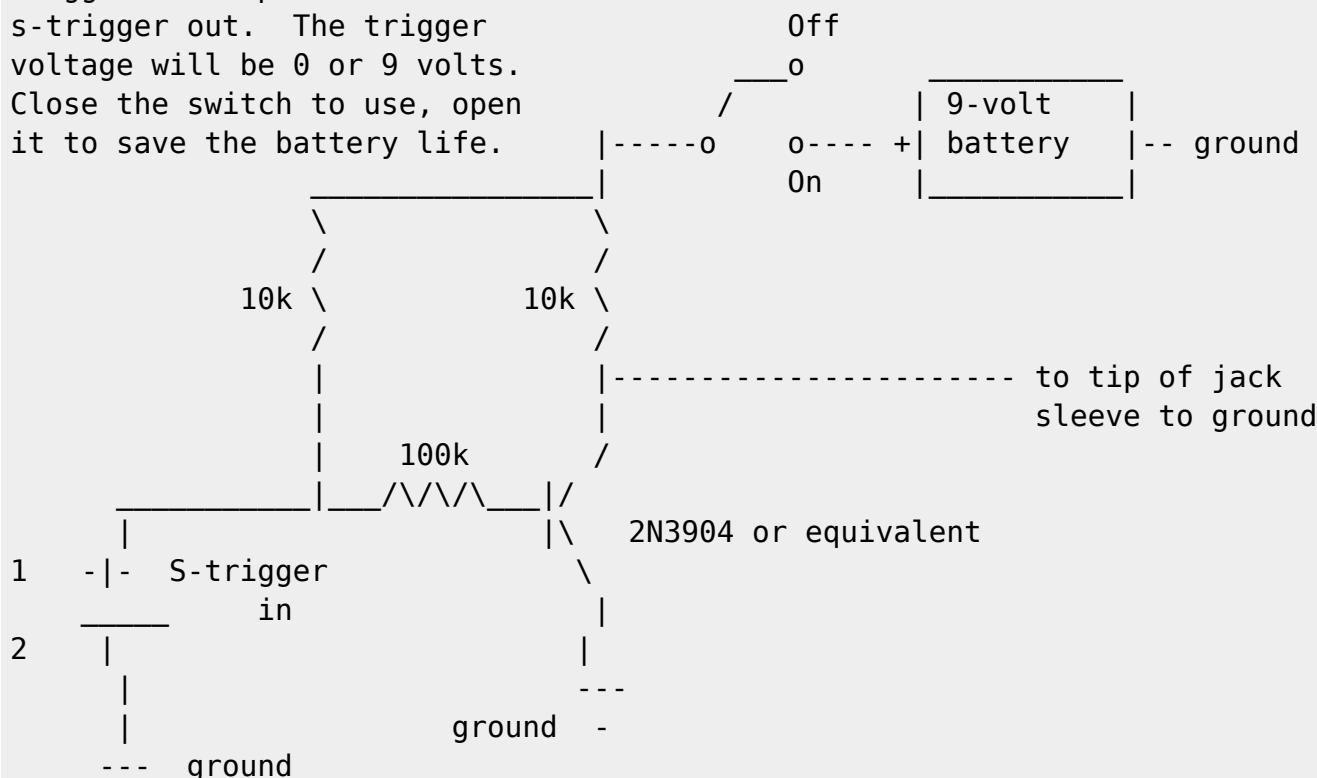 s-trigger out. The trigger Off
voltage will be 0 or 9 volts.
Close the switch to use, open 9-volt
it to save the battery life. + battery ground
On
10k 10k
to tip of jack
sleeve to ground
100k
2N3904 or equivalent
1 S-trigger
in
2
ground
ground